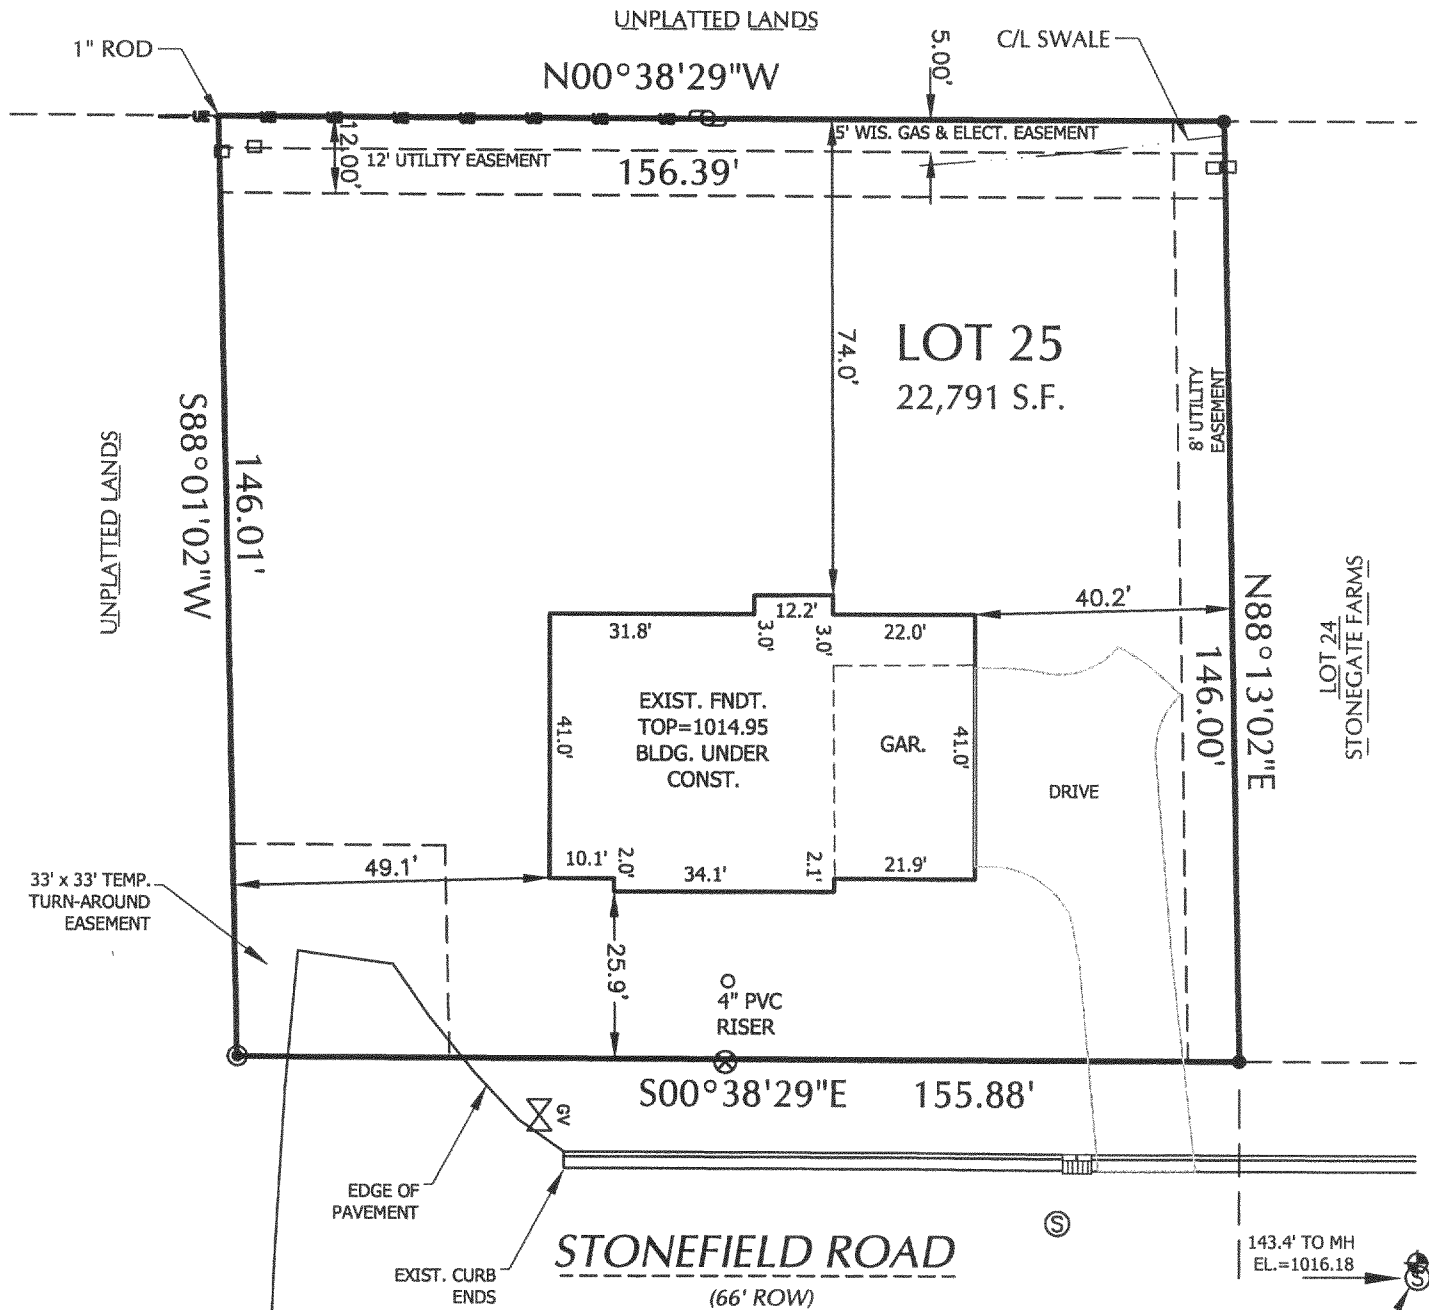 UNPLATTED LANDS
1" ROD
N00°38'29"W
5.00'
C/L SWALE
12.00'
12' UTILITY EASEMENT
156.39'
5' WIS. GAS & ELECT. EASEMENT
74.0'
LOT 25
22,791 S.F.
8' UTILITY
EASEMENT
UNPLATTED LANDS
S88°01'02"W
146.01'
N88°13'02"E
146.00'
LOT 24
STONEGATE FARMS
40.2'
31.8'
12.2'
3.0'
3.0'
22.0'
EXIST. FNDT.
TOP=1014.95
BLDG. UNDER
CONST.
41.0'
GAR.
41.0'
DRIVE
10.1'
2.0'
34.1'
2.1'
21.9'
49.1'
33' x 33' TEMP.
TURN-AROUND
EASEMENT
25.9'
4" PVC
RISER
S00°38'29"E
155.88'
GV
EDGE OF
PAVEMENT
EXIST. CURB
ENDS
STONEFIELD ROAD
(66' ROW)
S
143.4' TO MH
EL.=1016.18
S